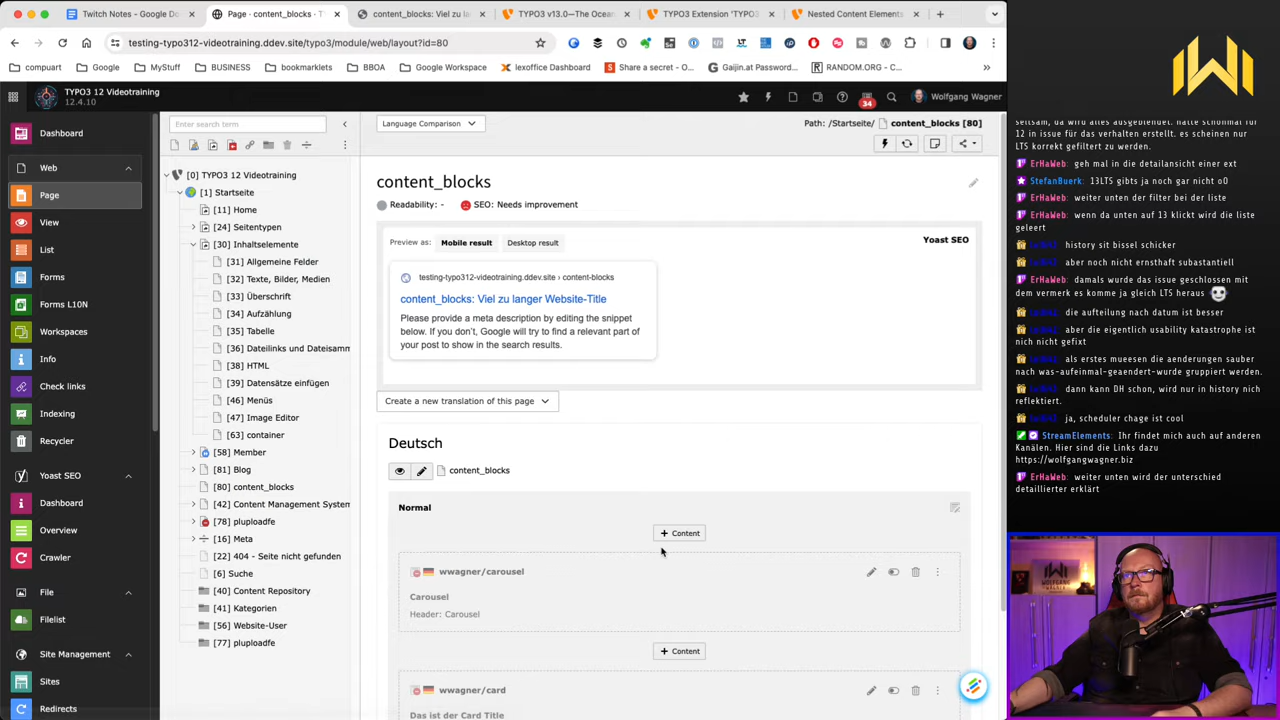 Twitch Notes - Google Do
Page · content_blocks · T
content_blocks: Viel zu la
TYPO3 v13.0—The Ocean
TYPO3 Extension 'TYPO3
Nested Content Elements
testing-typo312-videotraining.ddev.site/typo3/module/web/layout?id=80
compuart
Google
MyStuff
BUSINESS
bookmarklets
BBOA
Google Workspace
lexoffice Dashboard
Share a secret - O...
Gaijin.at Password...
RANDOM.ORG - C...
TYPO3 12 Videotraining
12.4.10
34
Wolfgang Wagner
Dashboard
Web
Page
View
List
Forms
Forms L10N
Workspaces
Info
Check links
Indexing
Recycler
Yoast SEO
Dashboard
Overview
Crawler
File
Filelist
Site Management
Sites
Redirects
Enter search term
[0] TYPO3 12 Videotraining
[1] Startseite
[11] Home
[24] Seitentypen
[30] Inhaltselemente
[31] Allgemeine Felder
[32] Texte, Bilder, Medien
[33] Überschrift
[34] Aufzählung
[35] Tabelle
[36] Dateilinks und Dateisamm
[38] HTML
[39] Datensätze einfügen
[46] Menüs
[47] Image Editor
[63] container
[58] Member
[81] Blog
[80] content_blocks
[42] Content Management System
[78] pluploadfe
[16] Meta
[22] 404 - Seite nicht gefunden
[6] Suche
[40] Content Repository
[41] Kategorien
[56] Website-User
[77] pluploadfe
Language Comparison
Path: /Startseite/ content_blocks [80]
content_blocks
Readability: - SEO: Needs improvement
Preview as: Mobile result Desktop result
Yoast SEO
testing-typo312-videotraining.ddev.site › content-blocks
content_blocks: Viel zu langer Website-Title
Please provide a meta description by editing the snippet
below. If you don't, Google will try to find a relevant part of
your post to show in the search results.
Create a new translation of this page
Deutsch
content_blocks
Normal
+ Content
wwagner/carousel
Carousel
Header: Carousel
+ Content
wwagner/card
Das ist der Card Title
seltsam, da wird alles ausgeblendet. hatte schonmal für
12 in issue für das verhalten erstellt. es scheinen nur
LTS korrekt gefiltert zu werden.
ErHaWeb: geh mal in die detailansicht einer ext
StefanBuerk: 13LTS gibts ja noch gar nicht oO
ErHaWeb: weiter unten der filter bei der liste
ErHaWeb: wenn da unten auf 13 klickt wird die liste
geleert
history sit bissel schicker
aber noch nicht ernsthaft substantiell
ErHaWeb: damals wurde das issue geschlossen mit
dem vermerk es komme ja gleich LTS heraus
die aufteilung nach datum ist besser
aber die eigentlich usability katastrophe ist
nich nicht gefixt
als erstes mueesen die aenderungen sauber
nach was-aufeinmal-geaendert-wurde gruppiert werden.
dann kann DH schon, wird nur in history nich
reflektiert.
ja, scheduler chage ist cool
StreamElements: Ihr findet mich auch auf anderen
Kanälen. Hier sind die Links dazu
https://wolfgangwagner.biz
ErHaWeb: weiter unten wird der unterschied
detaillierter erklärt